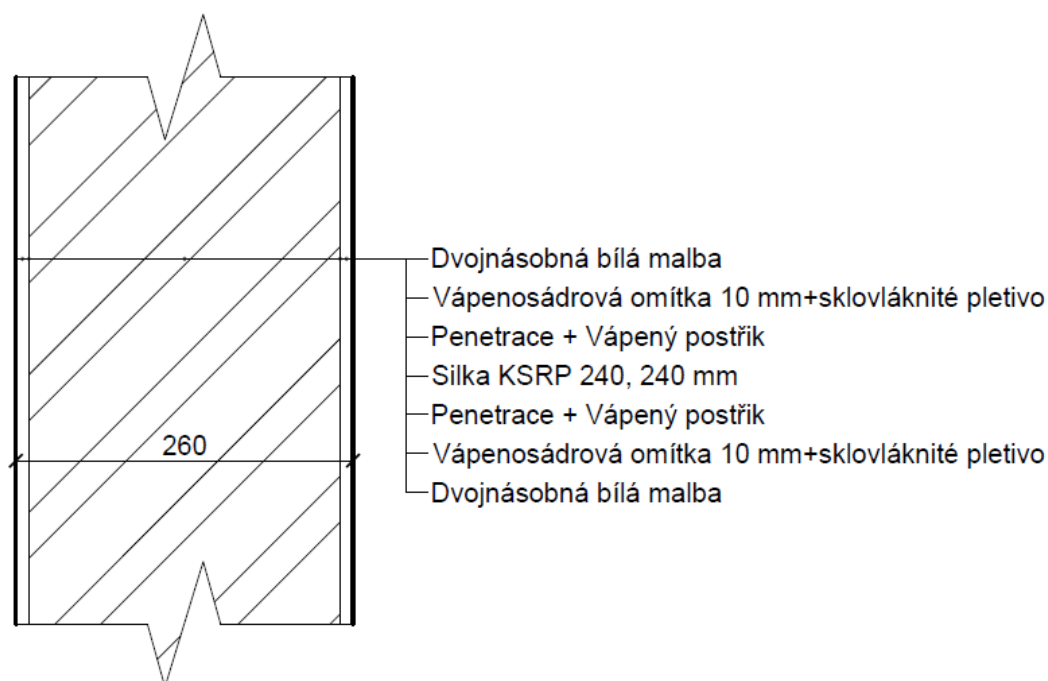 Dvojnásobná bílá malba
Vápenosádrová omítka 10 mm+sklovláknité pletivo
Penetrace + Vápený postřik
Silka KSRP 240, 240 mm
Penetrace + Vápený postřik
260
Vápenosádrová omítka 10 mm+sklovláknité pletivo
Dvojnásobná bílá malba